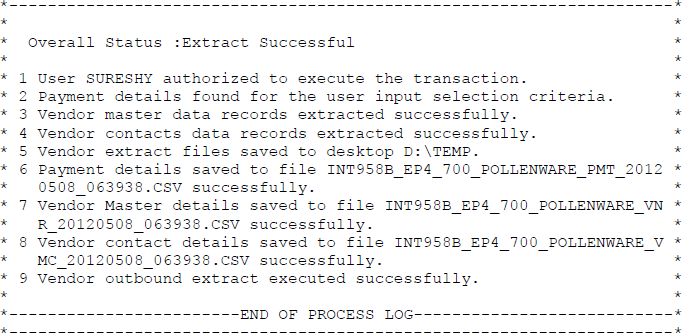 *---------------------------------------------------------------------*
*                                                                     *
*  Overall Status :Extract Successful                                 *
*                                                                     *
* 1 User SURESHY authorized to execute the transaction.               *
* 2 Payment details found for the user input selection criteria.      *
* 3 Vendor master data records extracted successfully.                *
* 4 Vendor contacts data records extracted successfully.              *
* 5 Vendor extract files saved to desktop D:\TEMP.                    *
* 6 Payment details saved to file INT958B_EP4_700_POLLENWARE_PMT_2012 *
*   0508_063938.CSV successfully.                                     *
* 7 Vendor Master details saved to file INT958B_EP4_700_POLLENWARE_VN *
*   R_20120508_063938.CSV successfully.                               *
* 8 Vendor contact details saved to file INT958B_EP4_700_POLLENWARE_V *
*   MC_20120508_063938.CSV successfully.                              *
* 9 Vendor outbound extract executed successfully.                    *
*                                                                     *
*------------------------END OF PROCESS LOG---------------------------*
*---------------------------------------------------------------------*